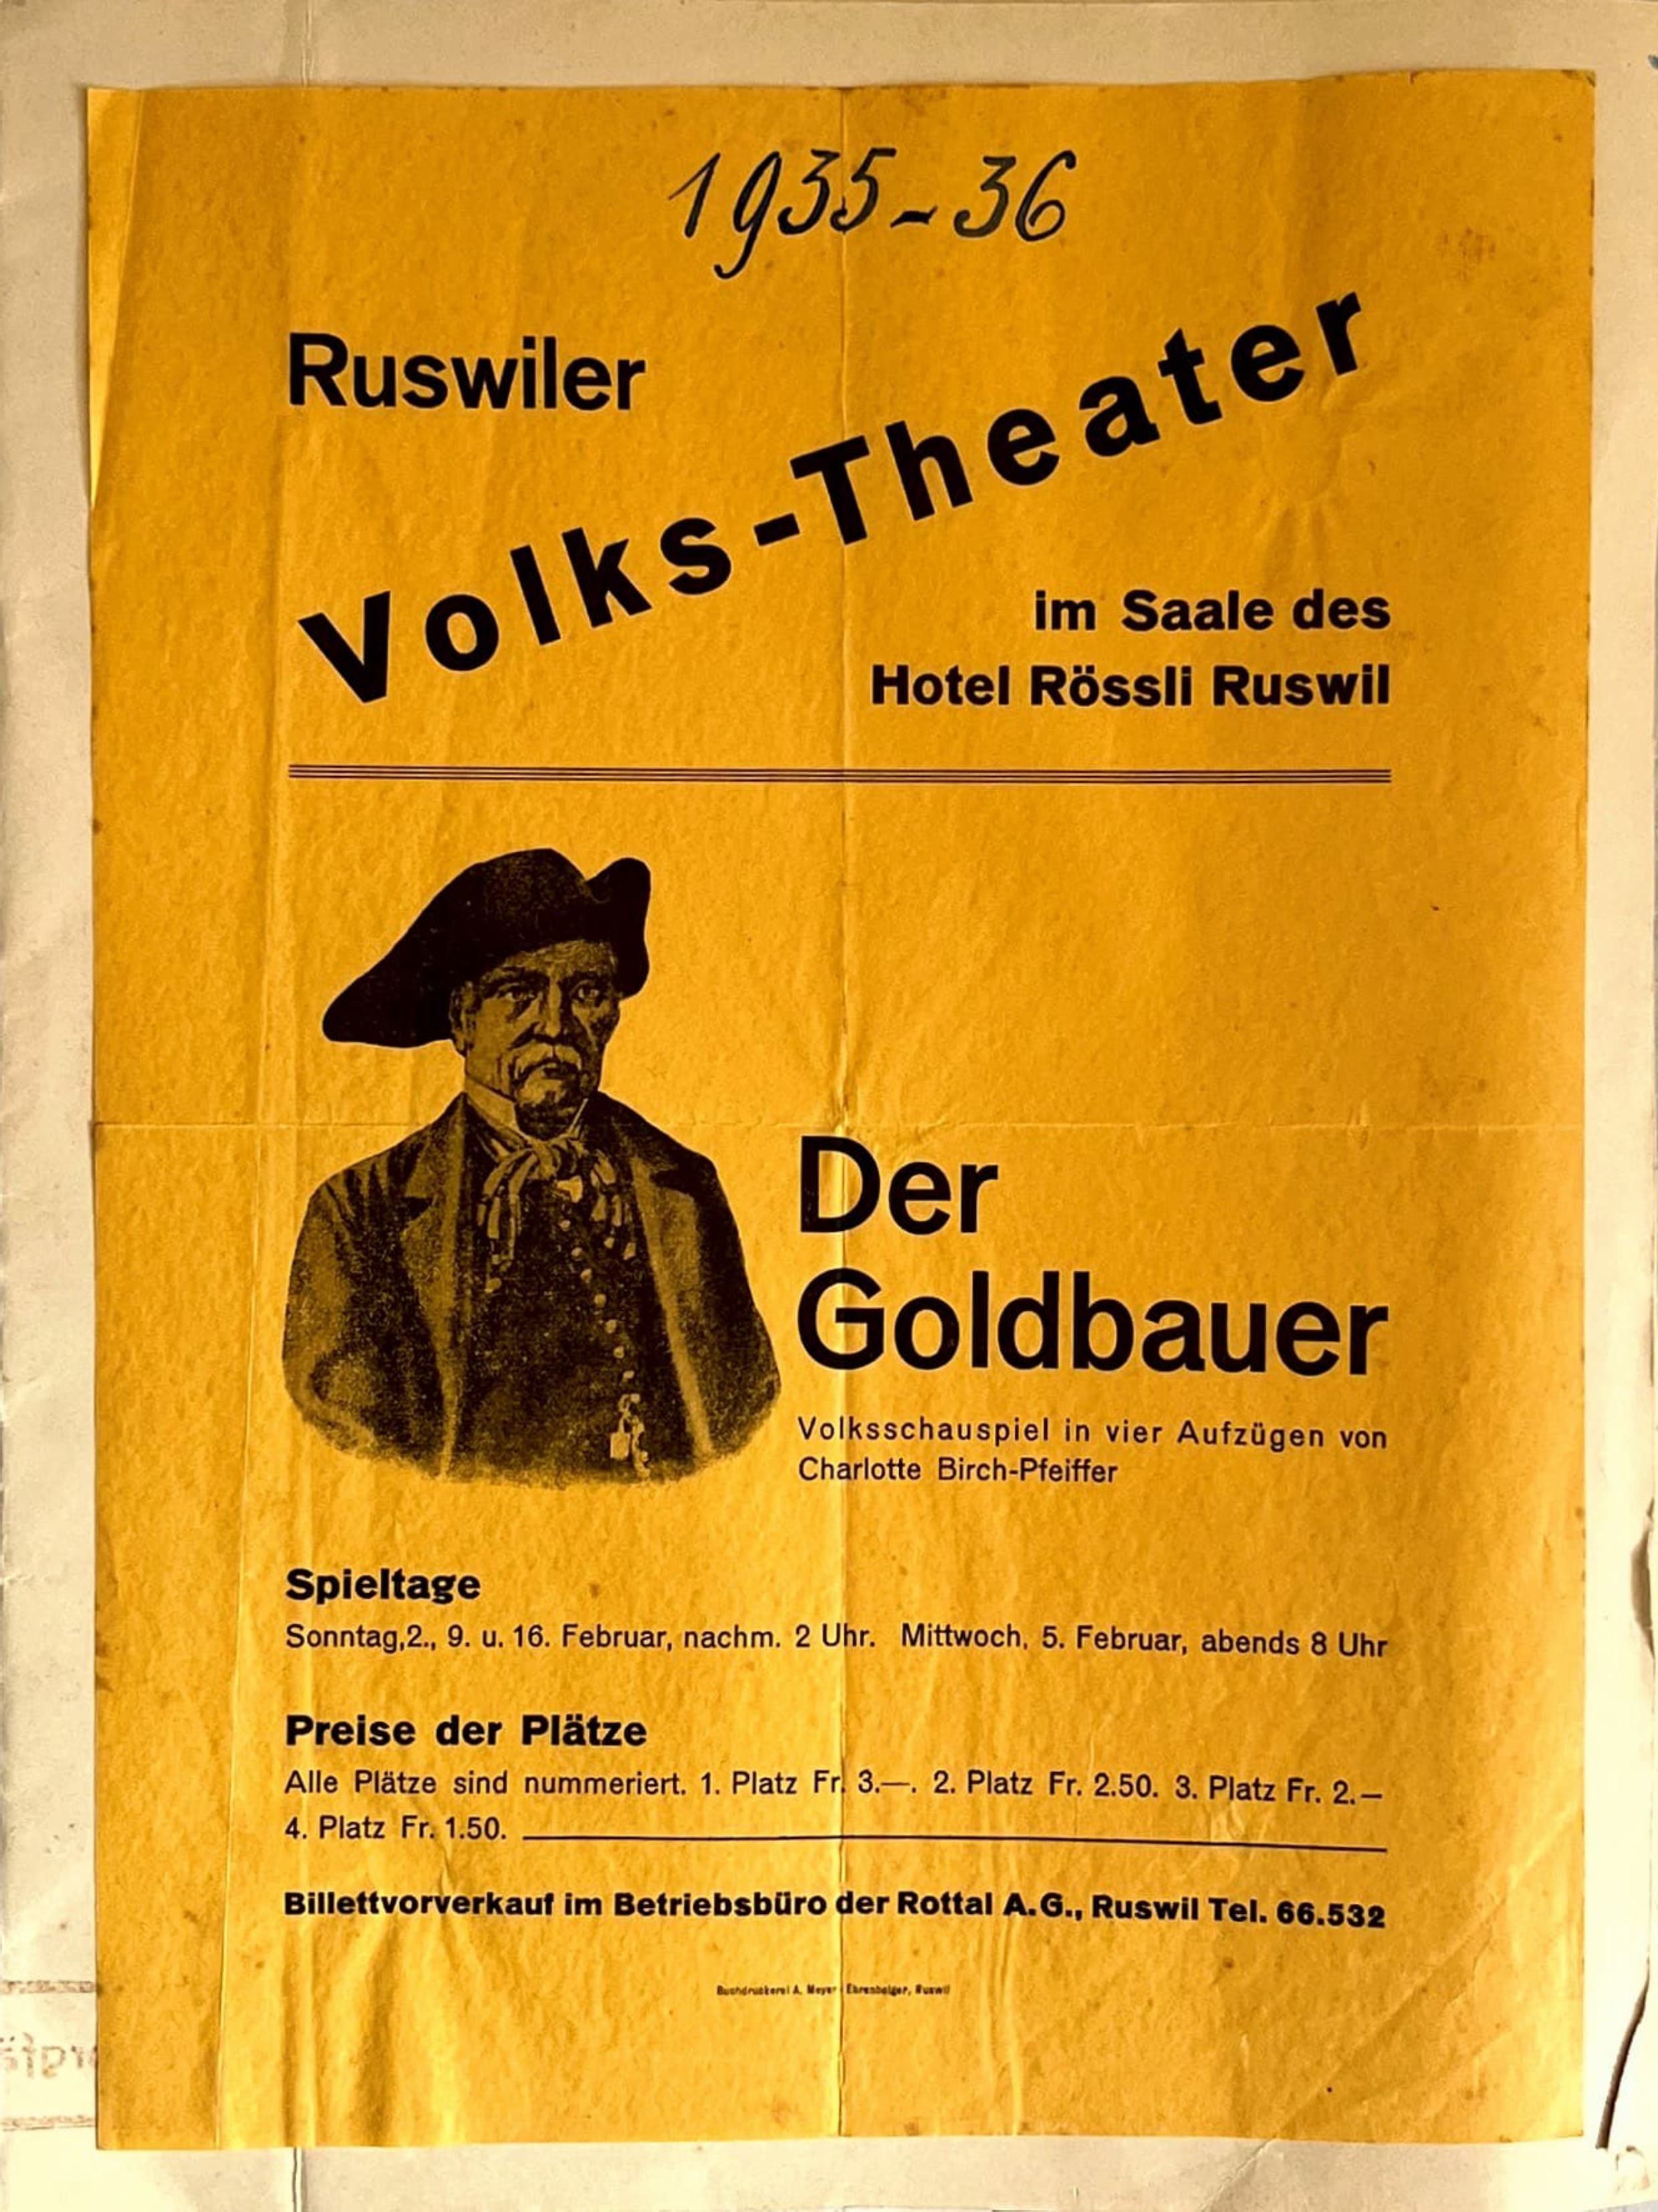 1935-36
Ruswiler
Volks-Theater
im Saale des
Hotel Rössli Ruswil
Der
Goldbauer
Volksschauspiel in vier Aufzügen von
Charlotte Birch-Pfeiffer
Spieltage
Sonntag,2., 9. u. 16. Februar, nachm. 2 Uhr. Mittwoch, 5. Februar, abends 8 Uhr
Preise der Plätze
Alle Plätze sind nummeriert. 1. Platz Fr. 3.—. 2. Platz Fr. 2.50. 3. Platz Fr. 2.—
4. Platz Fr. 1.50.
Billettvorverkauf im Betriebsbüro der Rottal A.G., Ruswil Tel. 66.532
Buchdruckerei A. Meyer Ehrenbolger, Ruswil